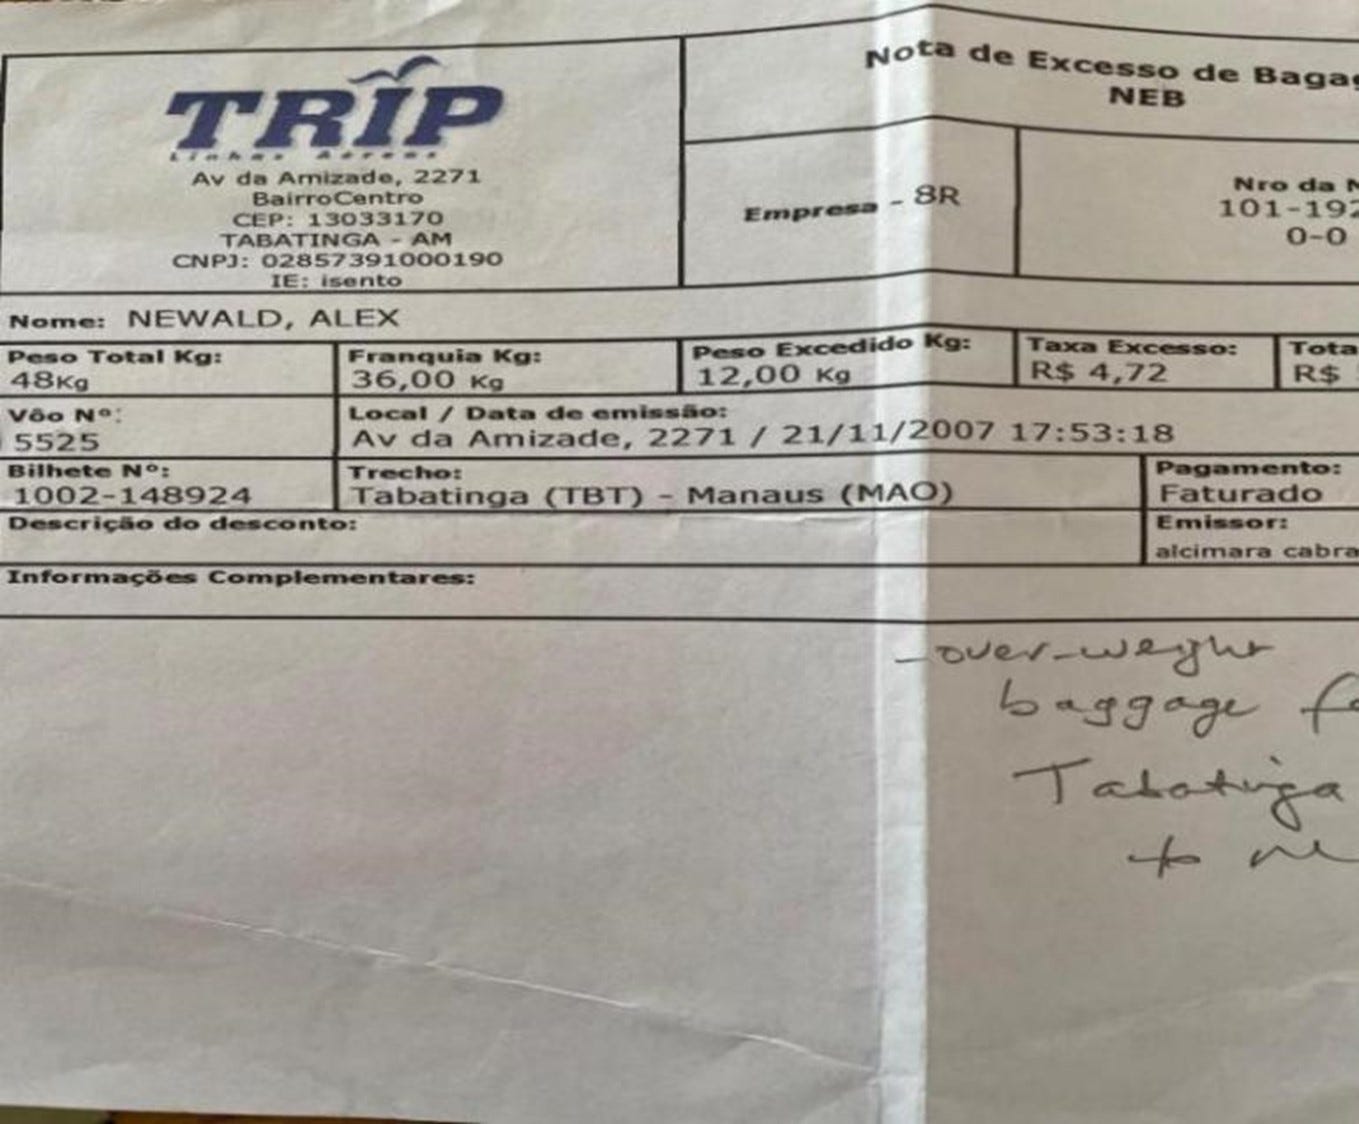 TRIP
Linhas Aéreas
Av da Amizade, 2271
BairroCentro
CEP: 13033170
TABATINGA - AM
CNPJ: 02857391000190
IE: isento
Nota de Excesso de Bagag
NEB
Empresa - 8R
Nro da N
101-192
0-0
Nome: NEWALD, ALEX
Peso Total Kg:
48Kg
Franquia Kg:
36,00 Kg
Peso Excedido Kg:
12,00 Kg
Taxa Excesso:
R$ 4,72
Tota
R$
Vôo Nº:
5525
Local / Data de emissão:
Av da Amizade, 2271 / 21/11/2007 17:53:18
Bilhete Nº:
1002-148924
Trecho:
Tabatinga (TBT) - Manaus (MAO)
Pagamento:
Faturado
Descrição do desconto:
Emissor:
alcimara cabra
Informações Complementares:
- over-weight
baggage
Tabatinga
to